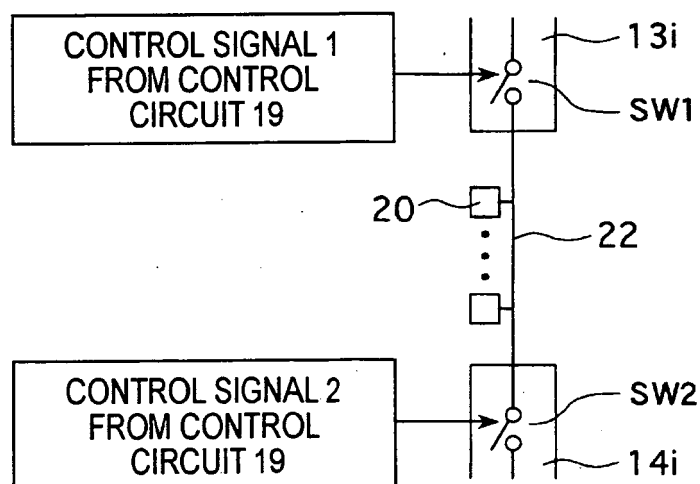 CONTROL SIGNAL 1
FROM CONTROL
CIRCUIT 19
13i
SW1
20
22
CONTROL SIGNAL 2
FROM CONTROL
CIRCUIT 19
SW2
14i